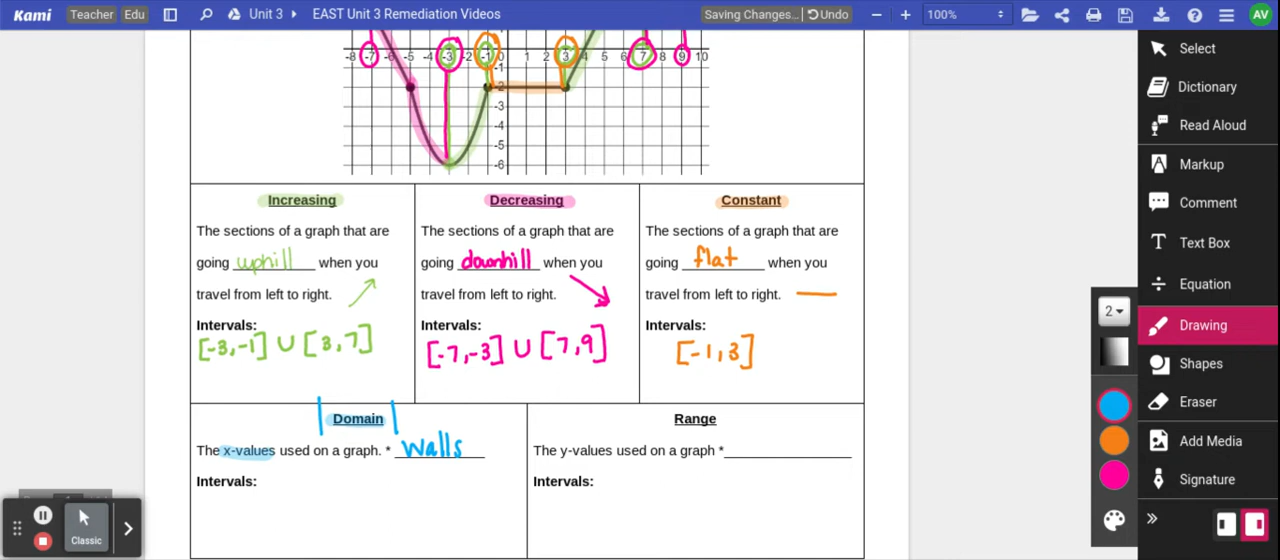 Kami Teacher Edu Unit 3 EAST Unit 3 Remediation Videos Saving Changes... Undo 100% AV
-8 -7 -6 -5 -4 -3 -2 -1 1 2 3 4 5 6 7 8 9 10
-1
-2
-3
-4
-5
-6
Increasing
The sections of a graph that are
going uphill when you
travel from left to right.
Intervals:
[-3,-1] U [3,7]
Decreasing
The sections of a graph that are
going downhill when you
travel from left to right.
Intervals:
[-7,-3] U [7,9]
Constant
The sections of a graph that are
going flat when you
travel from left to right.
Intervals:
[-1,3]
Domain
The x-values used on a graph. * walls
Intervals:
Range
The y-values used on a graph *
Intervals:
Select
Dictionary
Read Aloud
Markup
Comment
Text Box
Equation
Drawing
Shapes
Eraser
Add Media
Signature
2
Classic